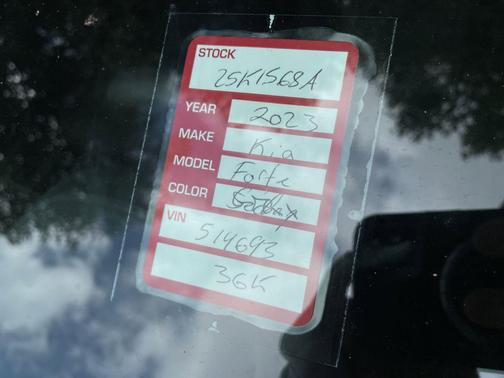 STOCK
25K1568A
YEAR 2023
MAKE Kia
MODEL Forte
COLOR
VIN
514693
36K